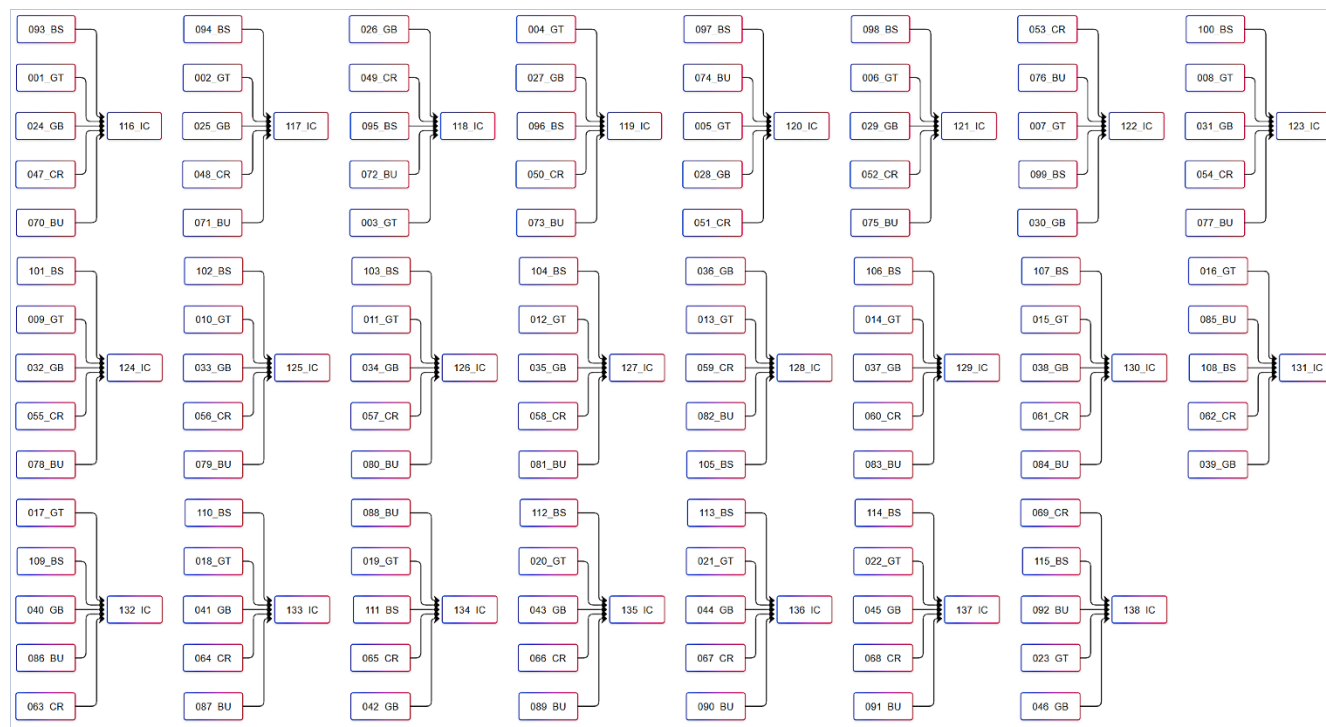 093_BS 094_BS 026_GB 004_GT 097_BS 098_BS 053_CR 100_BS
001_GT 002_GT 049_CR 027_GB 074_BU 006_GT 076_BU 008_GT
024_GB 116_IC 025_GB 117_IC 095_BS 118_IC 096_BS 119_IC 005_GT 120_IC 029_GB 121_IC 007_GT 122_IC 031_GB 123_IC
047_CR 048_CR 072_BU 050_CR 028_GB 052_CR 099_BS 054_CR
070_BU 071_BU 003_GT 073_BU 051_CR 075_BU 030_GB 077_BU
101_BS 102_BS 103_BS 104_BS 036_GB 106_BS 107_BS 016_GT
009_GT 010_GT 011_GT 012_GT 013_GT 014_GT 015_GT 085_BU
032_GB 124_IC 033_GB 125_IC 034_GB 126_IC 035_GB 127_IC 059_CR 128_IC 037_GB 129_IC 038_GB 130_IC 108_BS 131_IC
055_CR 056_CR 057_CR 058_CR 082_BU 060_CR 061_CR 062_CR
078_BU 079_BU 080_BU 081_BU 105_BS 083_BU 084_BU 039_GB
017_GT 110_BS 088_BU 112_BS 113_BS 114_BS 069_CR
109_BS 018_GT 019_GT 020_GT 021_GT 022_GT 115_BS
040_GB 132_IC 041_GB 133_IC 111_BS 134_IC 043_GB 135_IC 044_GB 136_IC 045_GB 137_IC 092_BU 138_IC
086_BU 064_CR 065_CR 066_CR 067_CR 068_CR 023_GT
063_CR 087_BU 042_GB 089_BU 090_BU 091_BU 046_GB